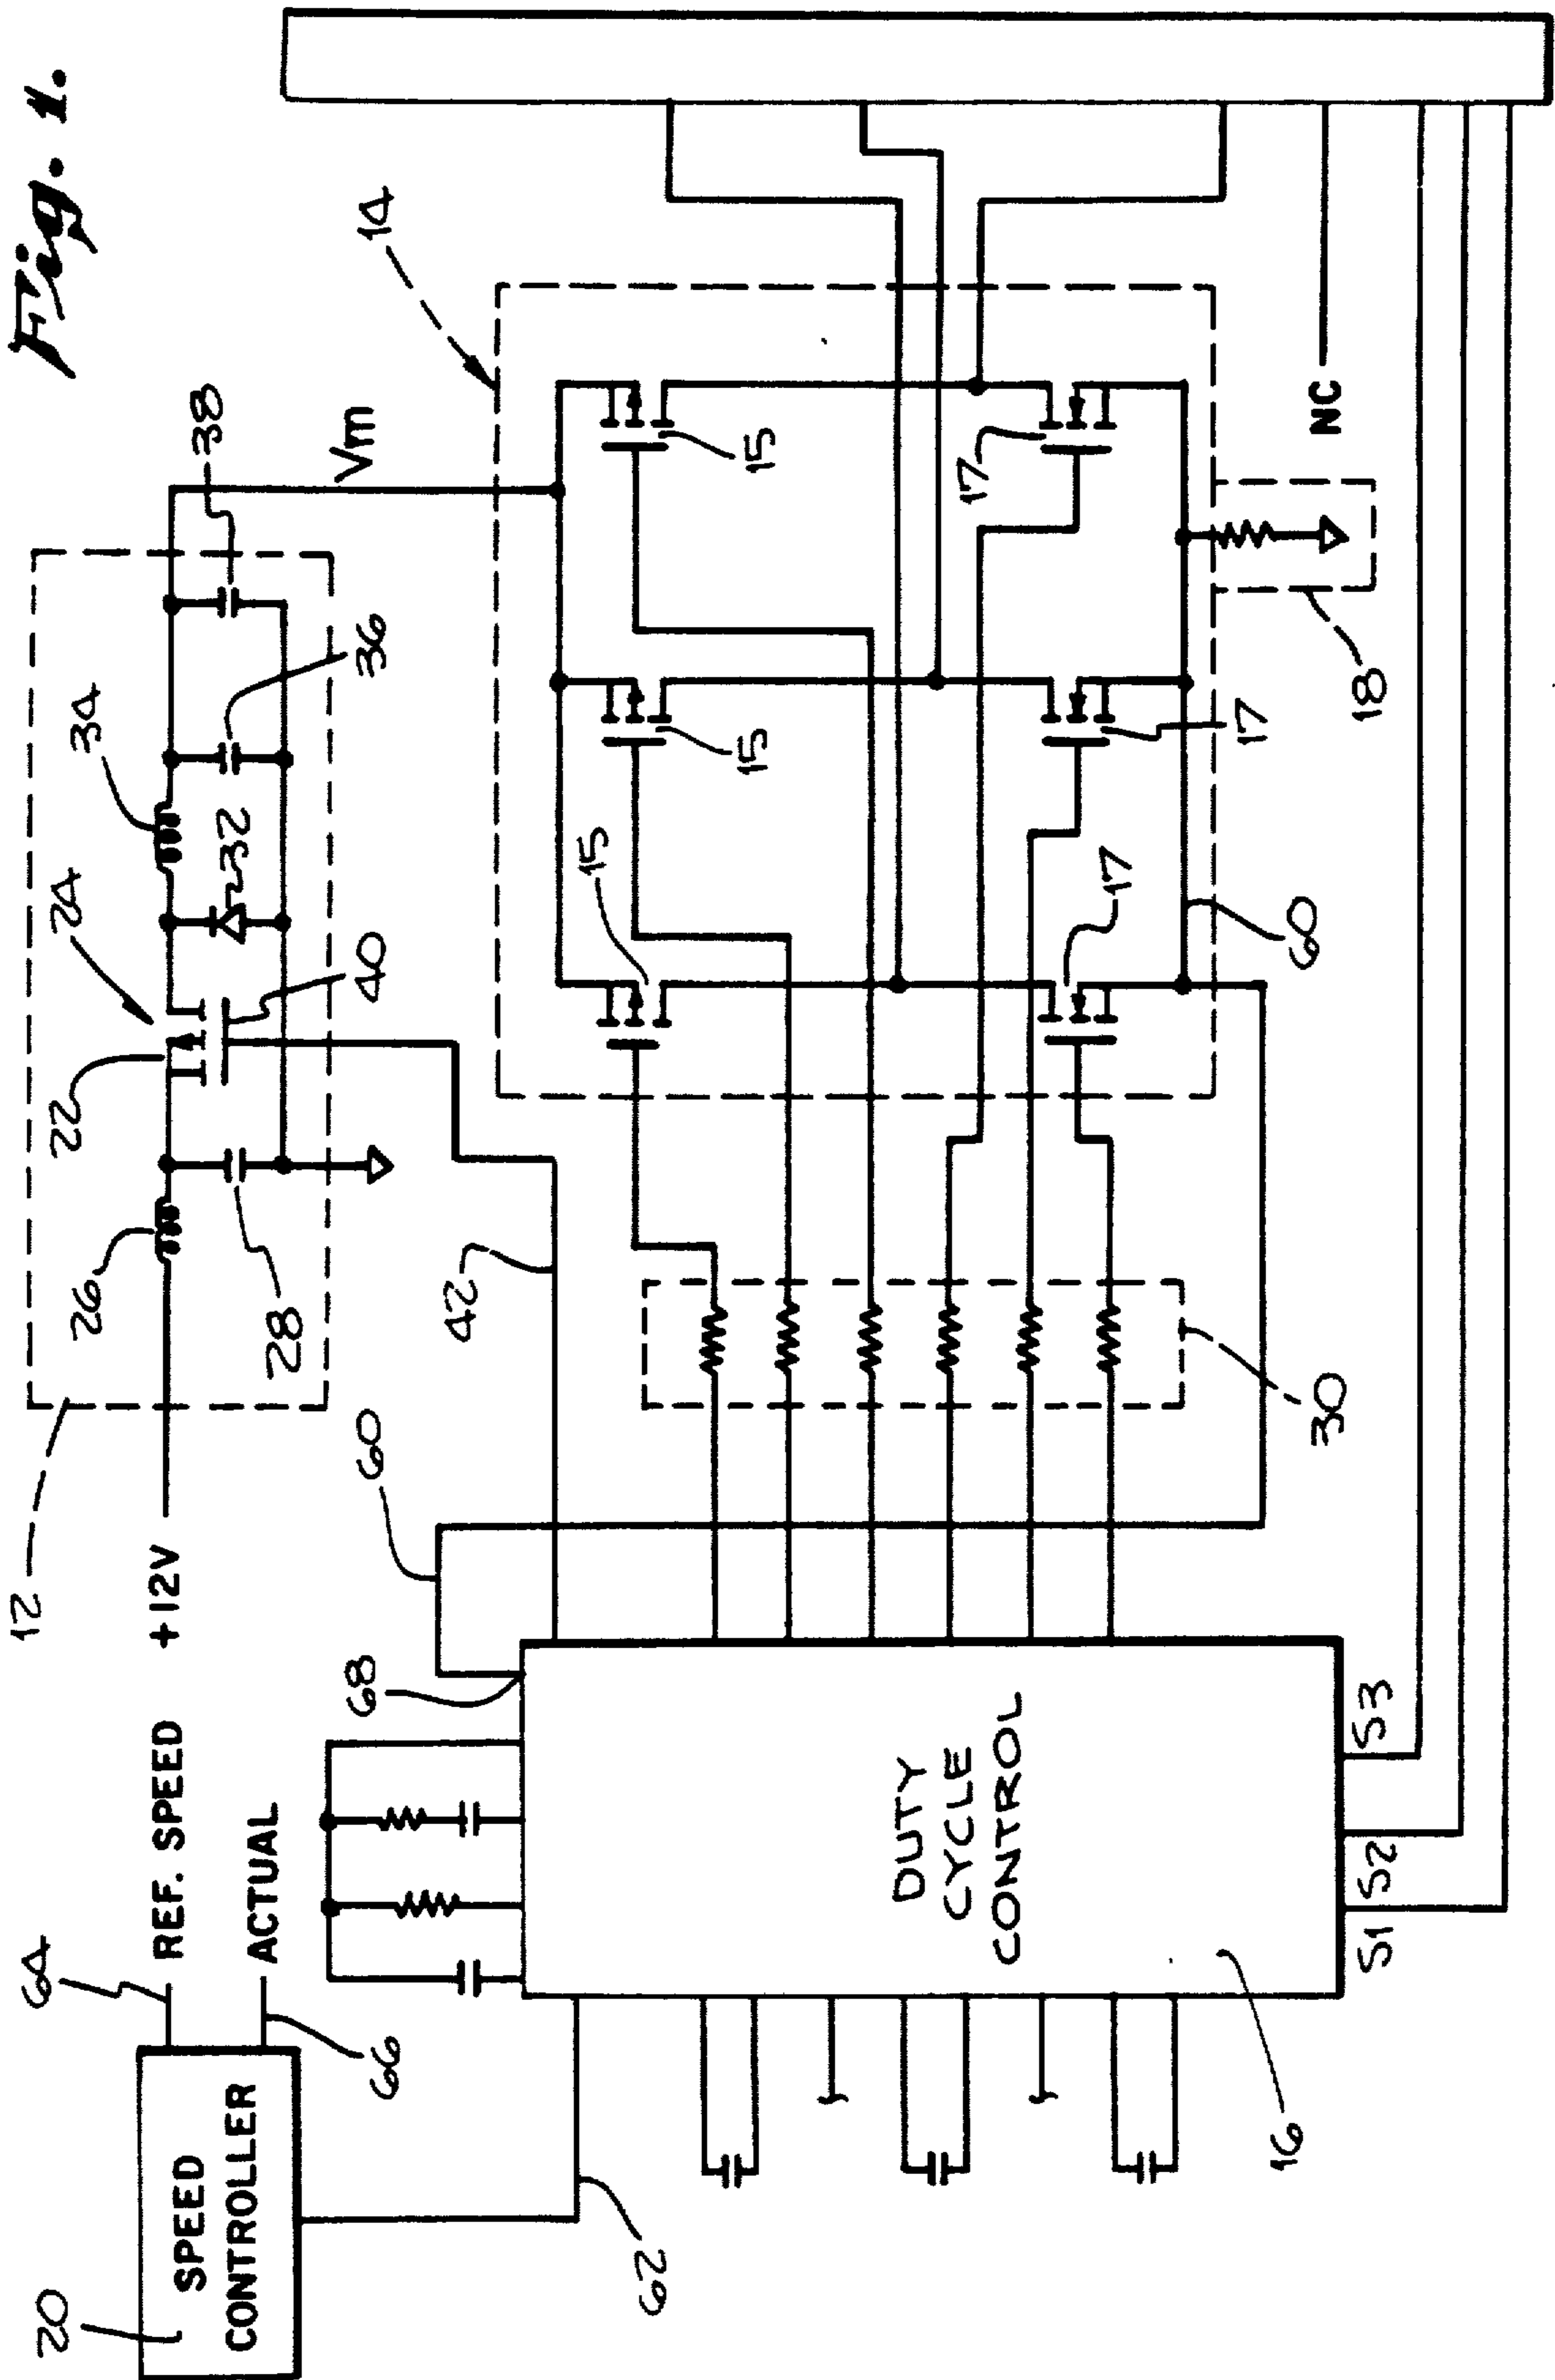 Fig. 1.
20
SPEED
CONTROLLER
64
REF. SPEED
66
ACTUAL
12
+12V
26
28
22
24
40
32
34
36
38
Vm
14
60
68
42
62
15
15
15
17
17
17
60
30
18
NC
DUTY
CYCLE
CONTROL
16
S1
S2
S3